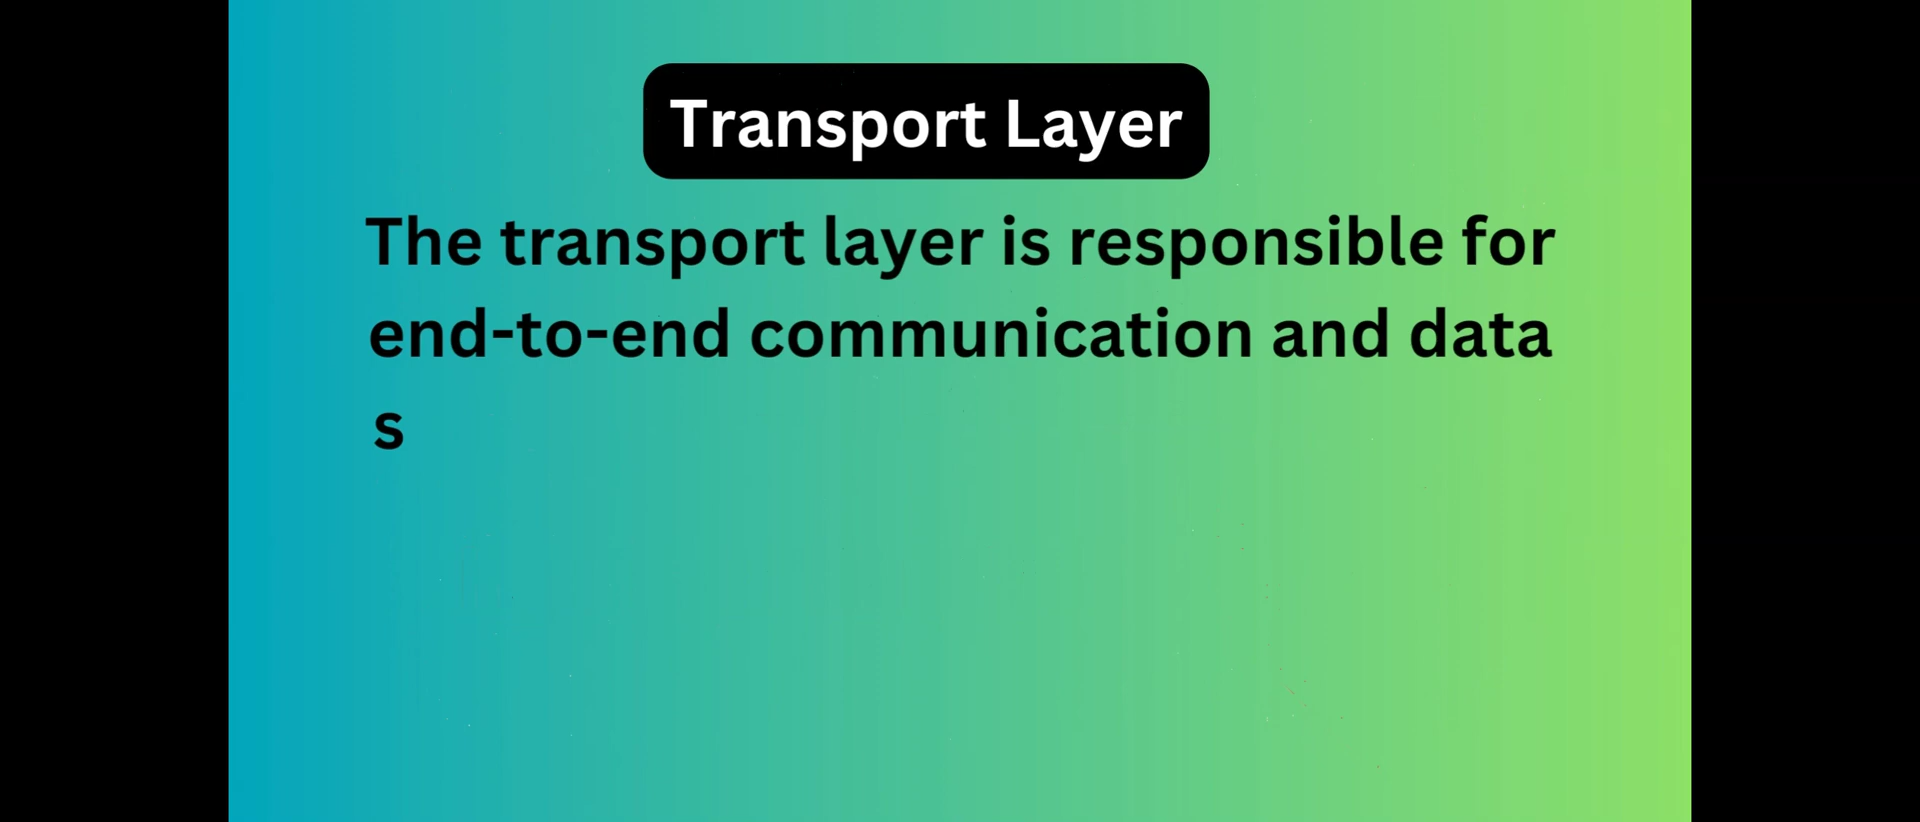 Transport Layer
The transport layer is responsible for
end-to-end communication and data
s